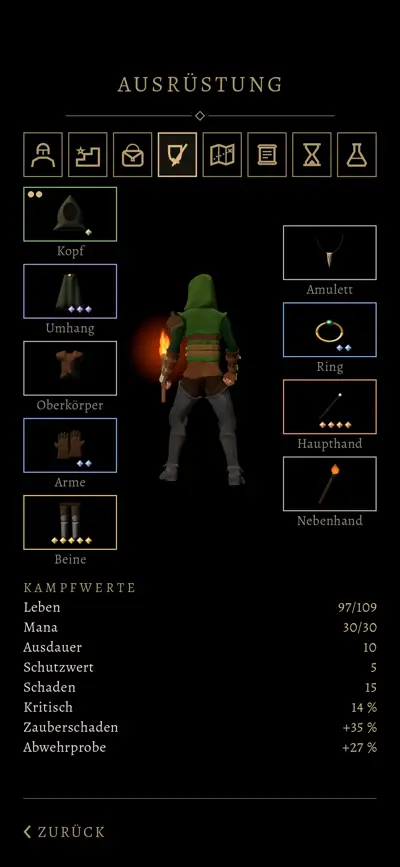 AUSRÜSTUNG
Kopf
Umhang
Oberkörper
Arme
Beine
Amulett
Ring
Haupthand
Nebenhand
KAMPFWERTE
Leben 97/109
Mana 30/30
Ausdauer 10
Schutzwert 5
Schaden 15
Kritisch 14 %
Zauberschaden +35 %
Abwehrprobe +27 %
ZURÜCK